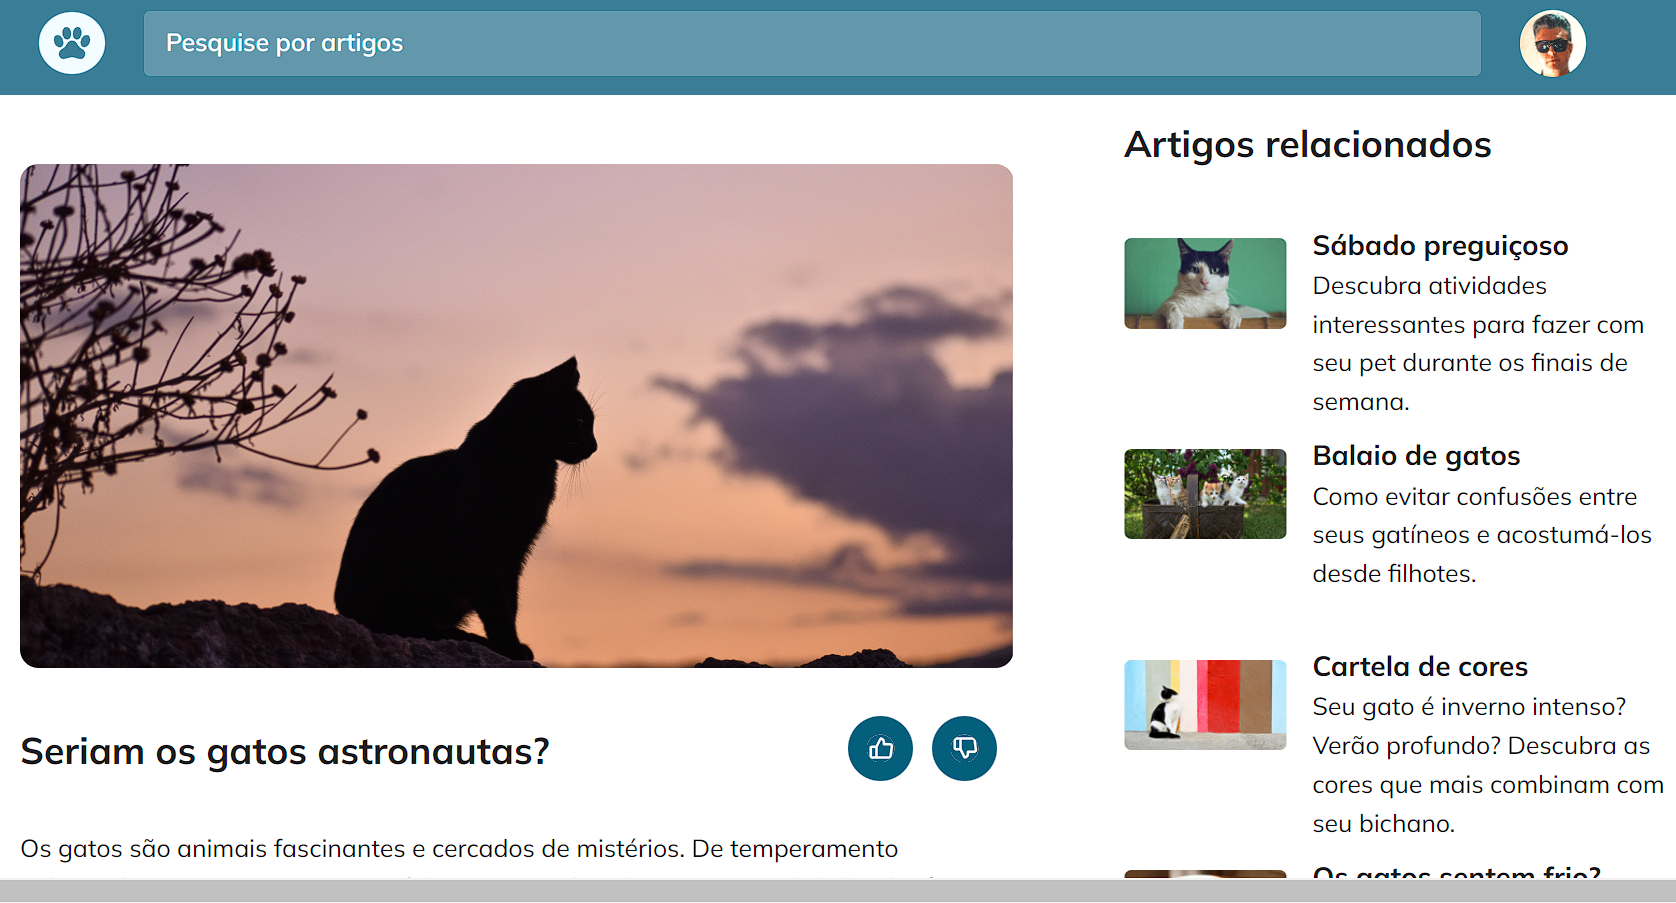 Pesquise por artigos
Seriam os gatos astronautas?
Os gatos são animais fascinantes e cercados de mistérios. De temperamento
Artigos relacionados
Sábado preguiçoso
Descubra atividades
interessantes para fazer com
seu pet durante os finais de
semana.
Balaio de gatos
Como evitar confusões entre
seus gatíneos e acostumá-los
desde filhotes.
Cartela de cores
Seu gato é inverno intenso?
Verão profundo? Descubra as
cores que mais combinam com
seu bichano.
Os gatos sentem frio?